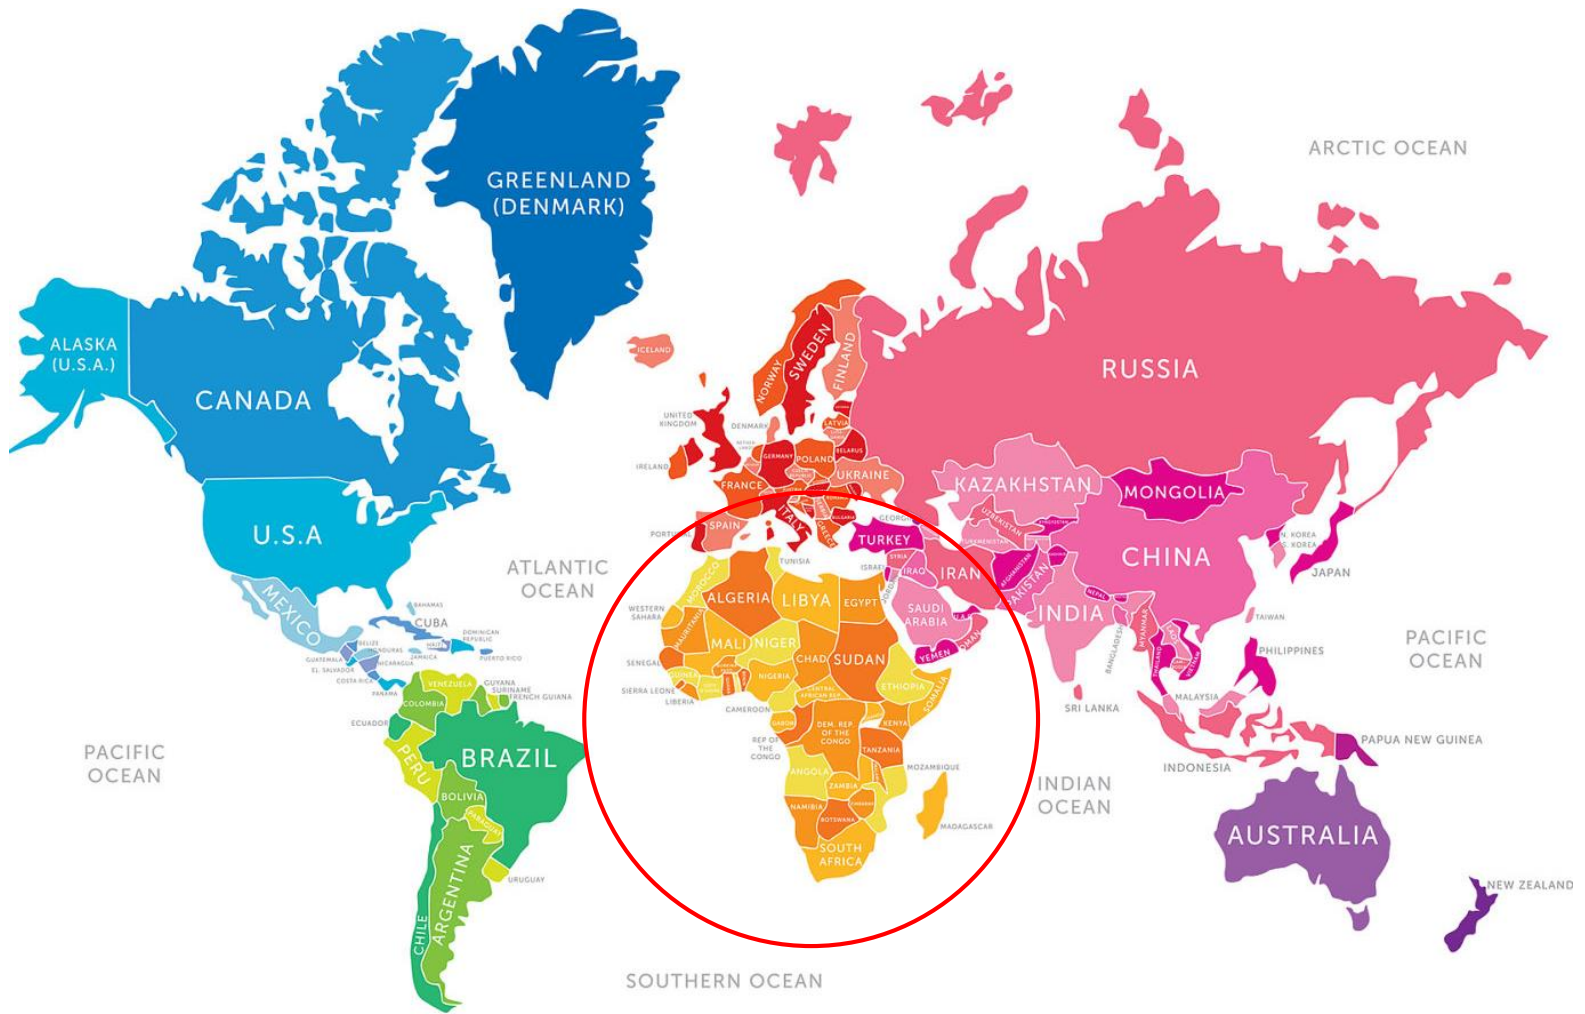 ARCTIC OCEAN
GREENLAND
(DENMARK)
ALASKA
(U.S.A.)
CANADA
ICELAND
NORWAY
SWEDEN
FINLAND
RUSSIA
UNITED
KINGDOM
DENMARK
LATVIA
IRELAND
GERMANY
POLAND
BELARUS
FRANCE
UKRAINE
KAZAKHSTAN
MONGOLIA
U.S.A
SPAIN
ITALY
GREECE
BULGARIA
TURKEY
UZBEKISTAN
TURKMENISTAN
CHINA
N. KOREA
S. KOREA
JAPAN
ATLANTIC
OCEAN
MOROCCO
TUNISIA
ISRAEL
SYRIA
IRAQ
IRAN
AFGHANISTAN
NEPAL
INDIA
MEXICO
BAHAMAS
CUBA
DOMINICAN
REPUBLIC
PUERTO RICO
JAMAICA
BELIZE
HONDURAS
GUATEMALA
EL SALVADOR
NICARAGUA
COSTA RICA
PANAMA
WESTERN
SAHARA
ALGERIA
LIBYA
EGYPT
SAUDI
ARABIA
OMAN
YEMEN
MAURITANIA
MALI
NIGER
CHAD
SUDAN
SENEGAL
GUINEA
SIERRA LEONE
LIBERIA
NIGERIA
CAMEROON
CENTRAL
AFRICAN REP.
ETHIOPIA
SOMALIA
BANGLADESH
MYANMAR
THAILAND
VIETNAM
TAIWAN
PHILIPPINES
MALAYSIA
SRI LANKA
PACIFIC
OCEAN
VENEZUELA
GUYANA
SURINAME
FRENCH GUIANA
COLOMBIA
ECUADOR
PERU
BRAZIL
BOLIVIA
PARAGUAY
URUGUAY
ARGENTINA
CHILE
PACIFIC
OCEAN
GABON
REP OF
THE
CONGO
DEM. REP
OF THE
CONGO
KENYA
TANZANIA
ANGOLA
ZAMBIA
MOZAMBIQUE
NAMIBIA
BOTSWANA
MADAGASCAR
SOUTH
AFRICA
INDIAN
OCEAN
INDONESIA
PAPUA NEW GUINEA
AUSTRALIA
NEW ZEALAND
SOUTHERN OCEAN